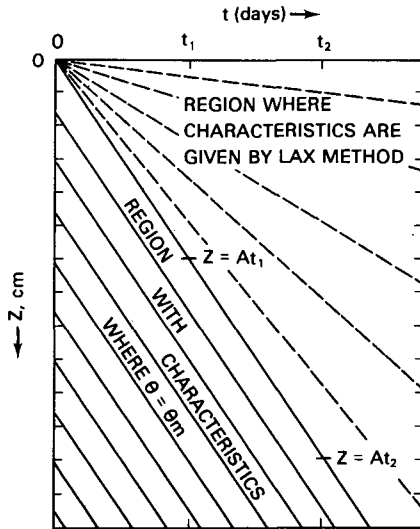 t (days) →
0 t₁ t₂
0
REGION WHERE
CHARACTERISTICS ARE
GIVEN BY LAX METHOD
REGION
Z = At₁
WITH
CHARACTERISTICS
WHERE θ = θm
Z = At₂
← Z, cm